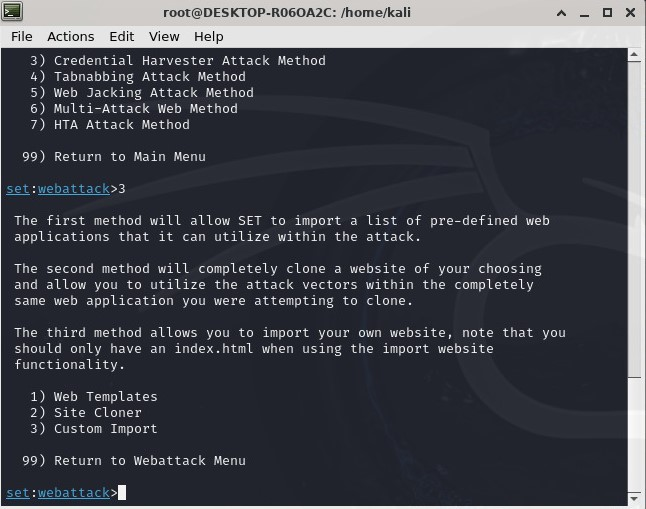 root@DESKTOP-R06OA2C: /home/kali
File Actions Edit View Help
3) Credential Harvester Attack Method
4) Tabnabbing Attack Method
5) Web Jacking Attack Method
6) Multi-Attack Web Method
7) HTA Attack Method
99) Return to Main Menu
set:webattack>3
The first method will allow SET to import a list of pre-defined web
applications that it can utilize within the attack.
The second method will completely clone a website of your choosing
and allow you to utilize the attack vectors within the completely
same web application you were attempting to clone.
The third method allows you to import your own website, note that you
should only have an index.html when using the import website
functionality.
1) Web Templates
2) Site Cloner
3) Custom Import
99) Return to Webattack Menu
set:webattack>